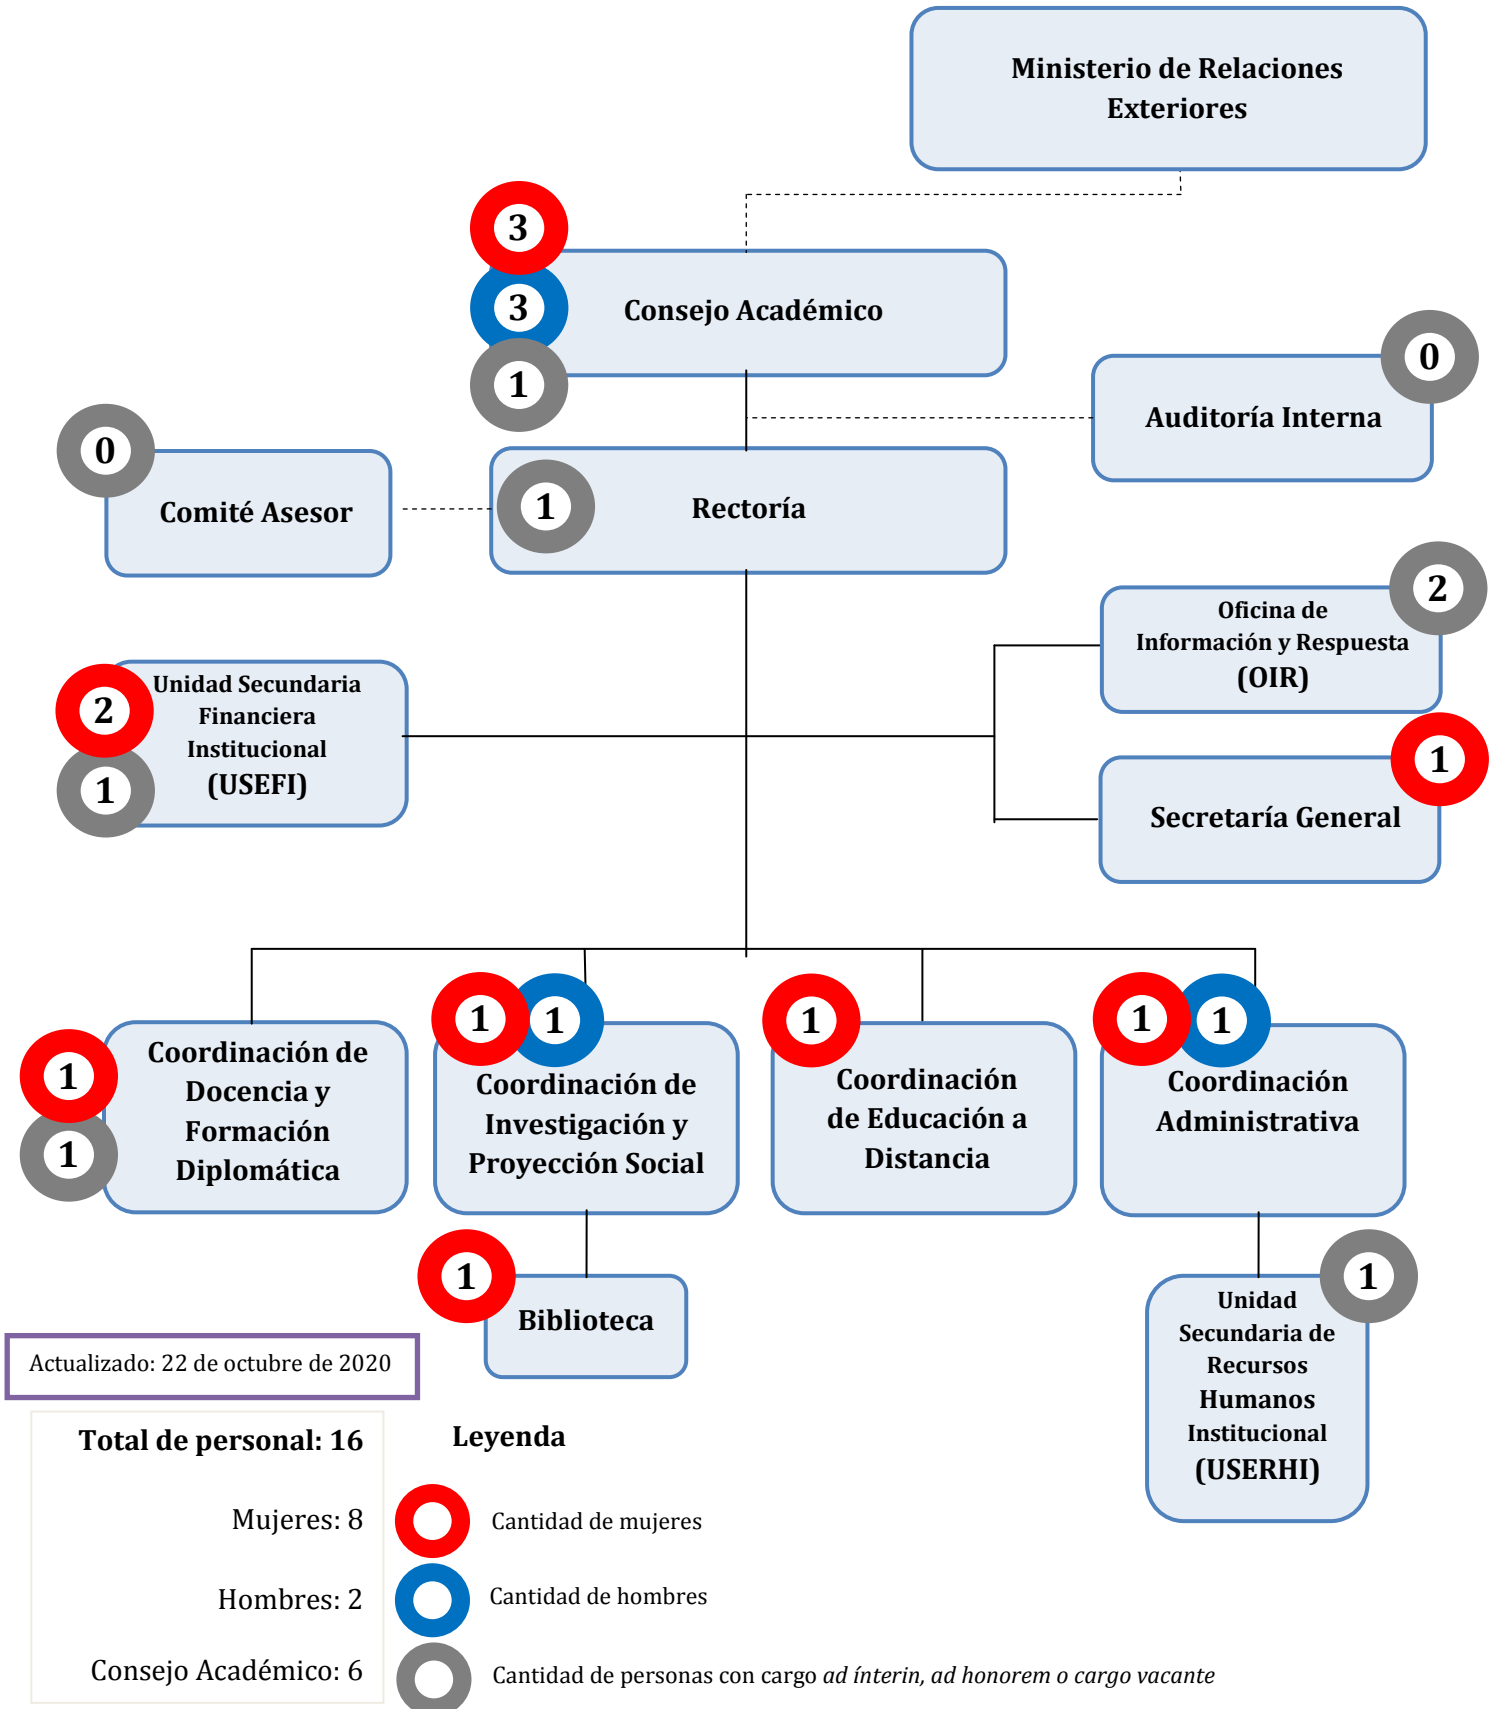 Ministerio de Relaciones
Exteriores
3
3
1
Consejo Académico
0
Auditoría Interna
0
Comité Asesor
1
Rectoría
2
Oficina de
Información y Respuesta
(OIR)
2
1
Unidad Secundaria
Financiera
Institucional
(USEFI)
1
Secretaría General
1
1
Coordinación de
Docencia y
Formación
Diplomática
1
1
Coordinación de
Investigación y
Proyección Social
1
Coordinación
de Educación a
Distancia
1
1
Coordinación
Administrativa
1
Biblioteca
1
Unidad
Secundaria de
Recursos
Humanos
Institucional
(USERHI)
Actualizado: 22 de octubre de 2020
Total de personal: 16
Mujeres: 8
Hombres: 2
Consejo Académico: 6
Leyenda
Cantidad de mujeres
Cantidad de hombres
Cantidad de personas con cargo ad ínterin, ad honorem o cargo vacante